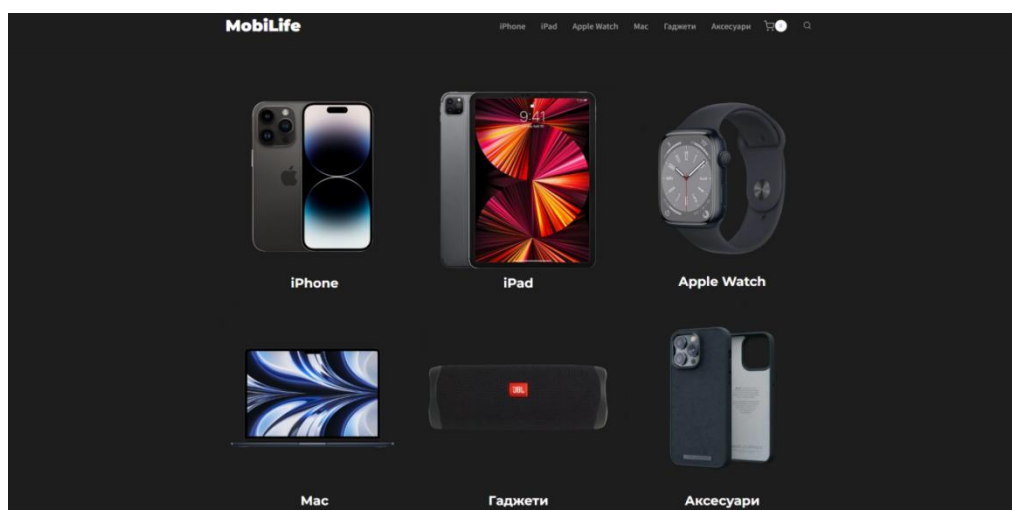 MobiLife
iPhone iPad Apple Watch Mac Гаджети Аксесуари
9:41
iPhone iPad Apple Watch
JBL
Mac Гаджети Аксесуари